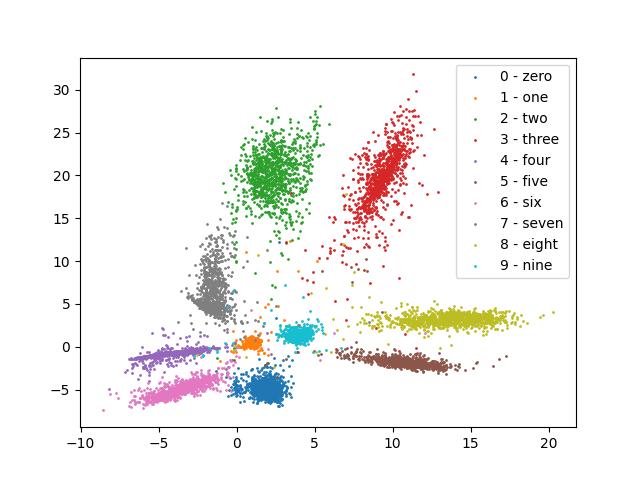 30
25
20
15
10
5
0
−5
−10
−5
0
5
10
15
20
0 - zero
1 - one
2 - two
3 - three
4 - four
5 - five
6 - six
7 - seven
8 - eight
9 - nine